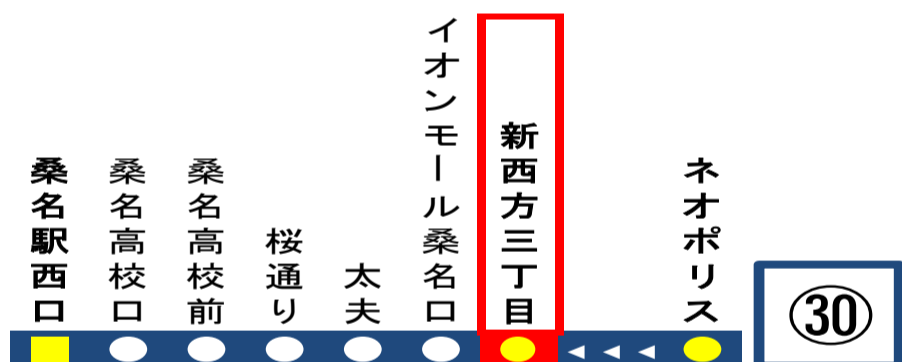 桑名駅西口
桑名高校口
桑名高校前
桜通り
太夫
イオンモール桑名口
新西方三丁目
ネオポリス
㉚